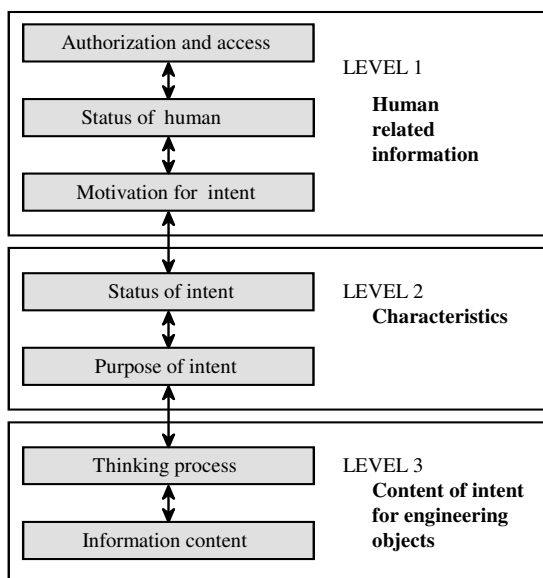 Authorization and access
LEVEL 1
Status of human
Human
related
information
Motivation for intent
Status of intent
LEVEL 2
Characteristics
Purpose of intent
Thinking process
LEVEL 3
Content of intent
for engineering
objects
Information content